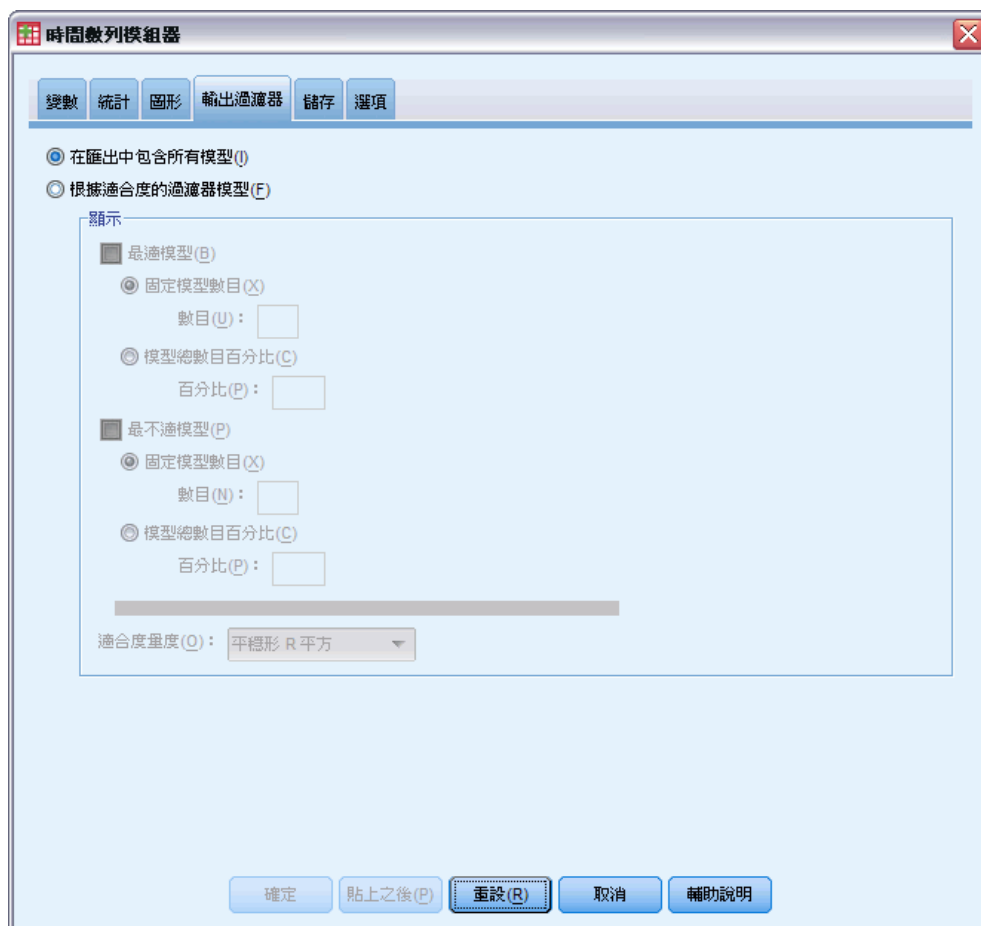 時間數列模組器
變數 統計 圖形 輸出過濾器 儲存 選項
在匯出中包含所有模型(I)
根據適合度的過濾器模型(F)
顯示
最適模型(B)
固定模型數目(X)
數目(U)：
模型總數目百分比(C)
百分比(P)：
最不適模型(P)
固定模型數目(X)
數目(N)：
模型總數目百分比(C)
百分比(P)：
適合度量度(O)： 平穩形 R 平方
確定 貼上之後(P) 重設(R) 取消 輔助說明